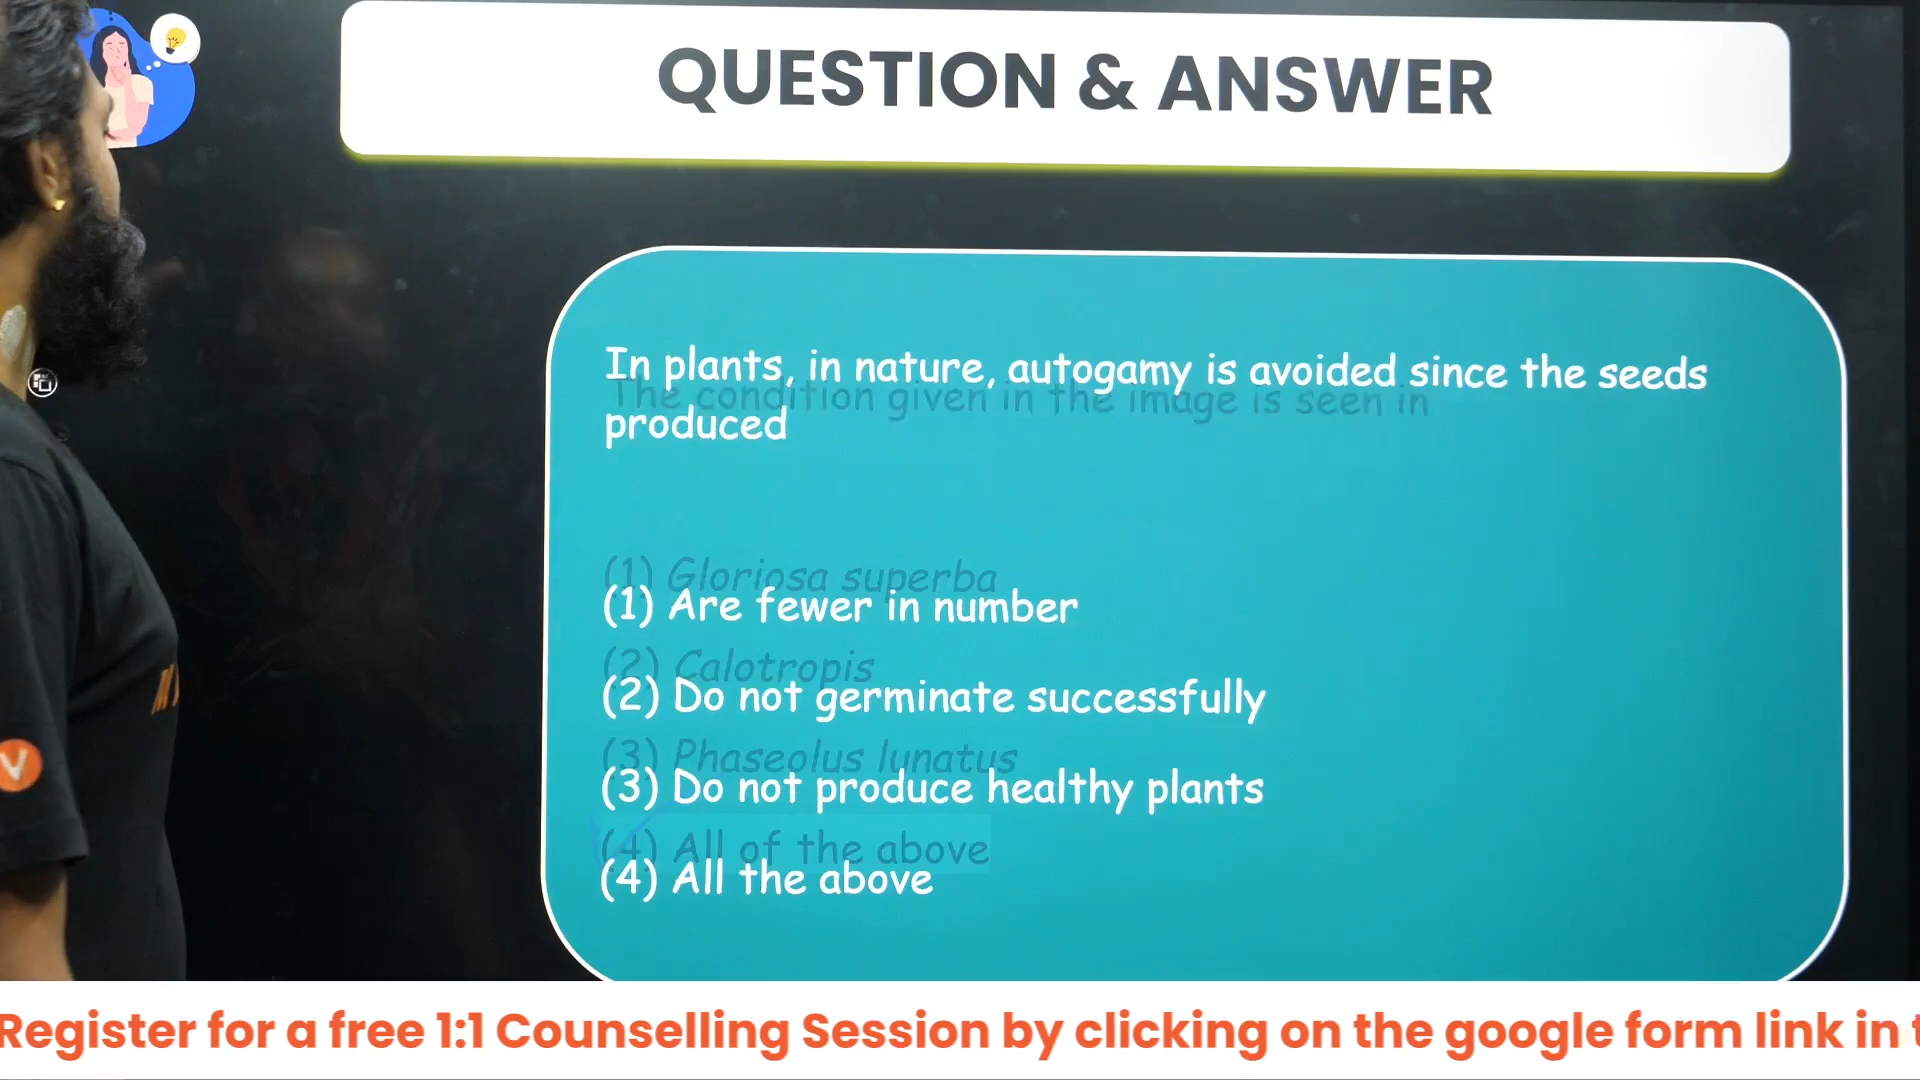 QUESTION & ANSWER
In plants, in nature, autogamy is avoided since the seeds
The condition given in the image is seen in
produced
(1) Gloriosa superba
(1) Are fewer in number
(2) Calotropis
(2) Do not germinate successfully
(3) Phaseolus lunatus
(3) Do not produce healthy plants
(4) All of the above
(4) All the above
V
Register for a free 1:1 Counselling Session by clicking on the google form link in